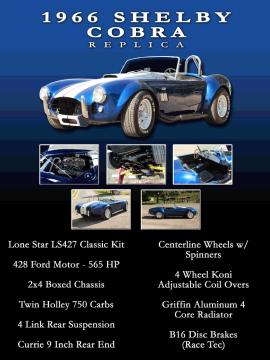 1966 SHELBY
COBRA
REPLICA
Lone Star LS427 Classic Kit
428 Ford Motor - 565 HP
2x4 Boxed Chassis
Twin Holley 750 Carbs
4 Link Rear Suspension
Currie 9 Inch Rear End
Centerline Wheels w/
Spinners
4 Wheel Koni
Adjustable Coil Overs
Griffin Aluminum 4
Core Radiator
B16 Disc Brakes
(Race Tec)